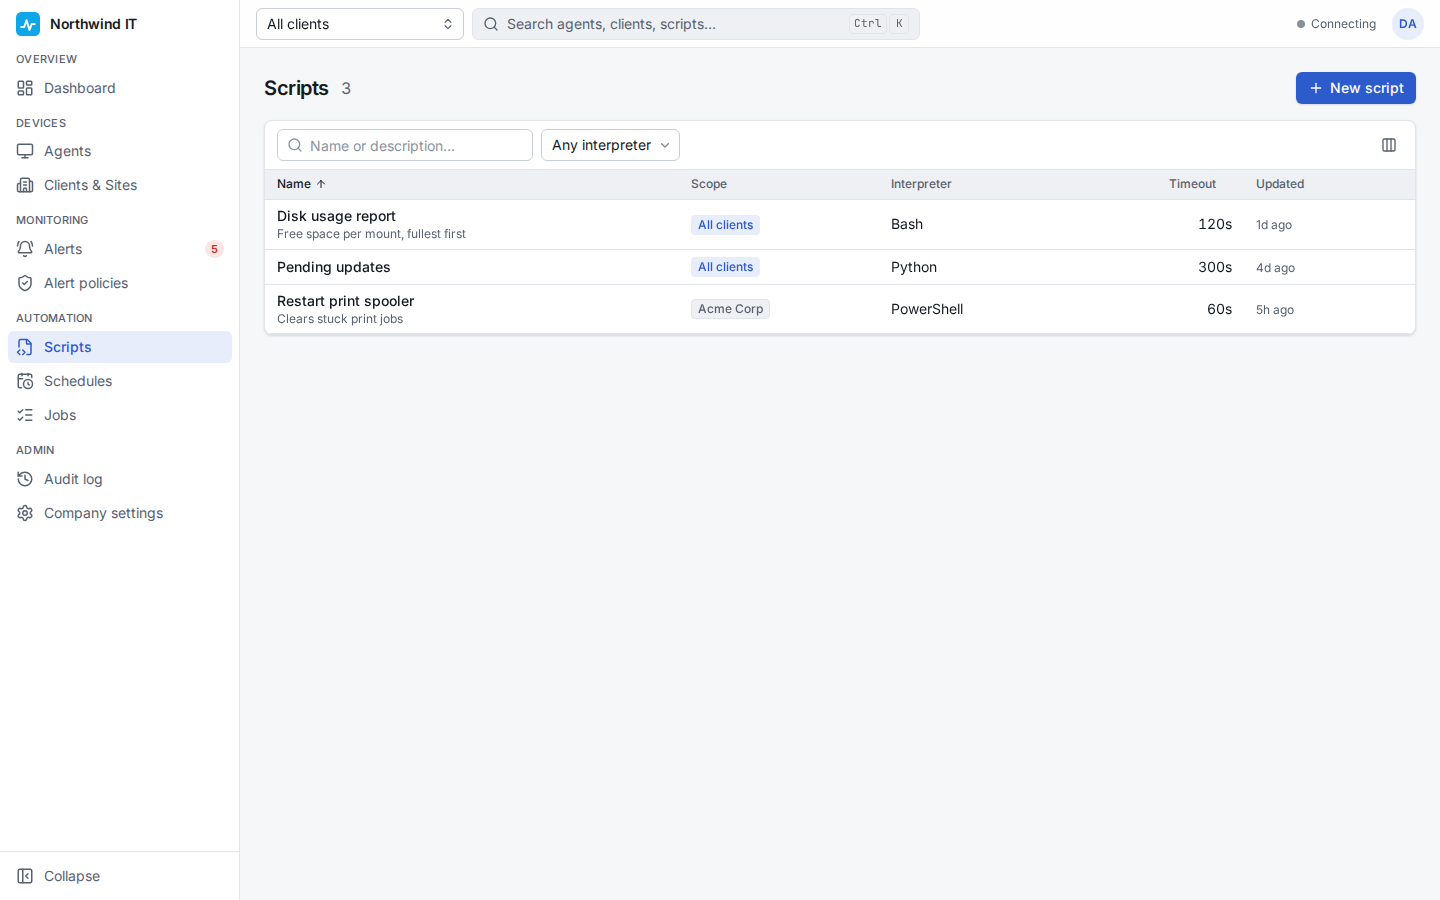 Northwind IT
All clients
Search agents, clients, scripts...
Ctrl K
Connecting
DA
OVERVIEW
Dashboard
DEVICES
Agents
Clients & Sites
MONITORING
Alerts 5
Alert policies
AUTOMATION
Scripts
Schedules
Jobs
ADMIN
Audit log
Company settings
Collapse
Scripts 3
New script
Name or description...
Any interpreter
Name Scope Interpreter Timeout Updated
Disk usage report All clients Bash 120s 1d ago
Free space per mount, fullest first
Pending updates All clients Python 300s 4d ago
Restart print spooler Acme Corp PowerShell 60s 5h ago
Clears stuck print jobs